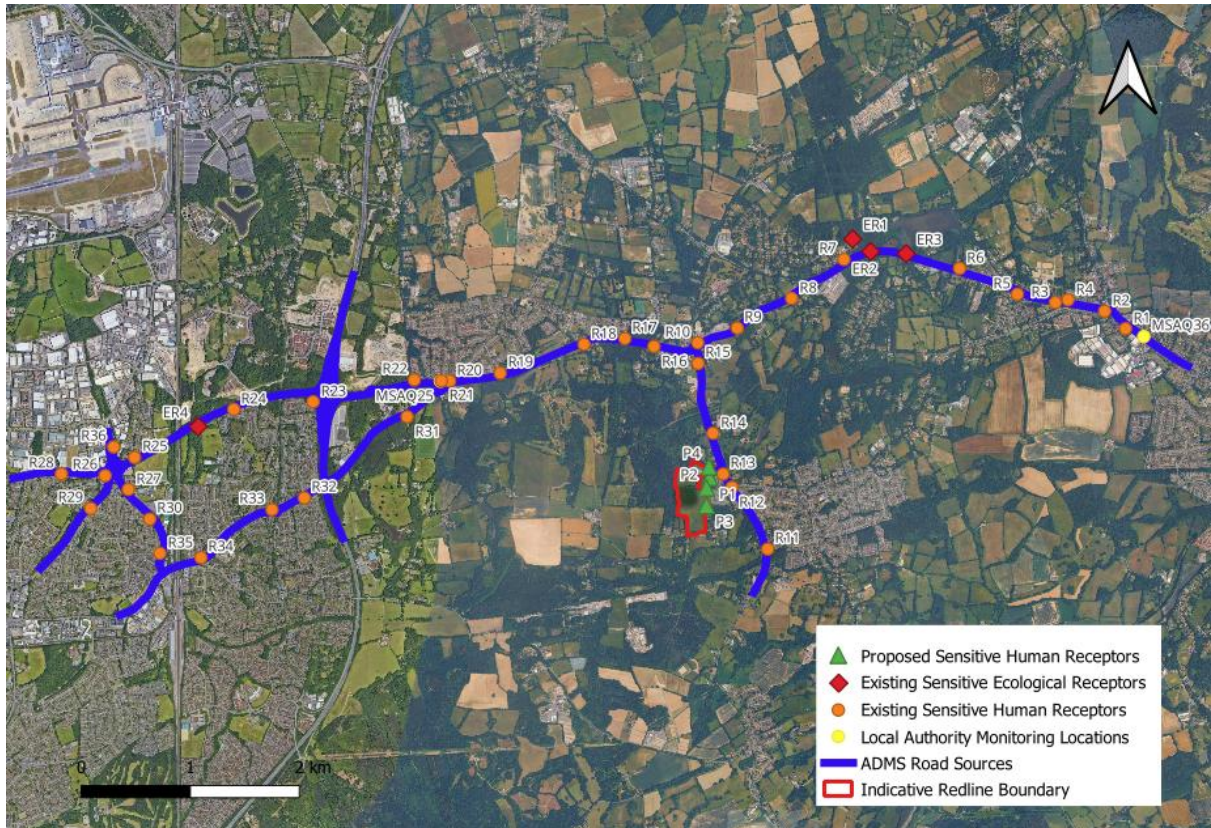 ER1
R7
ER3
ER2
R6
R8
R5
R4
R3
R2
R1
MSAQ36
R9
R10
R17
R18
R15
R16
R19
R20
R22
R21
MSAQ25
R23
R24
ER4
R31
R14
R36
R25
R28
R26
R27
P4
R13
P2
P1
R12
R32
R33
R29
R30
P3
R11
R35
R34
Proposed Sensitive Human Receptors
Existing Sensitive Ecological Receptors
Existing Sensitive Human Receptors
Local Authority Monitoring Locations
ADMS Road Sources
Indicative Redline Boundary
0 1 2 km